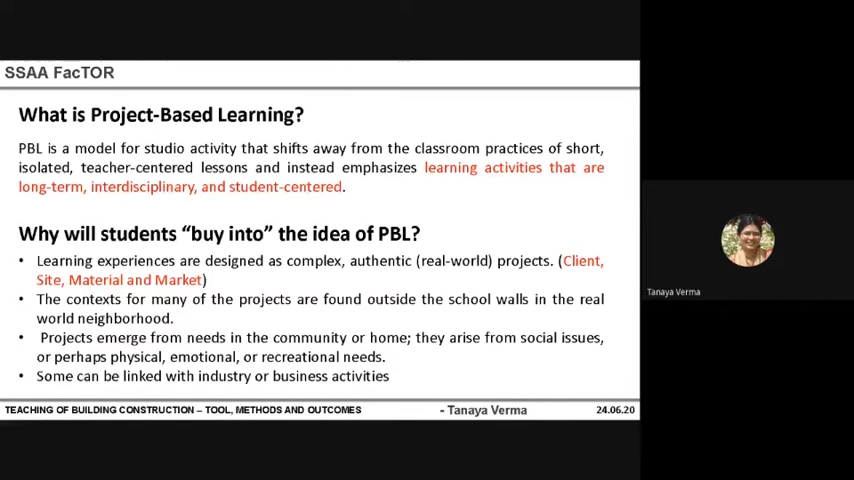 SSAA FacTOR
What is Project-Based Learning?
PBL is a model for studio activity that shifts away from the classroom practices of short,
isolated, teacher-centered lessons and instead emphasizes learning activities that are
long-term, interdisciplinary, and student-centered.
Why will students “buy into” the idea of PBL?
• Learning experiences are designed as complex, authentic (real-world) projects. (Client,
Site, Material and Market)
• The contexts for many of the projects are found outside the school walls in the real
world neighborhood.
• Projects emerge from needs in the community or home; they arise from social issues,
or perhaps physical, emotional, or recreational needs.
• Some can be linked with industry or business activities
TEACHING OF BUILDING CONSTRUCTION – TOOL, METHODS AND OUTCOMES - Tanaya Verma 24.06.20
Tanaya Verma